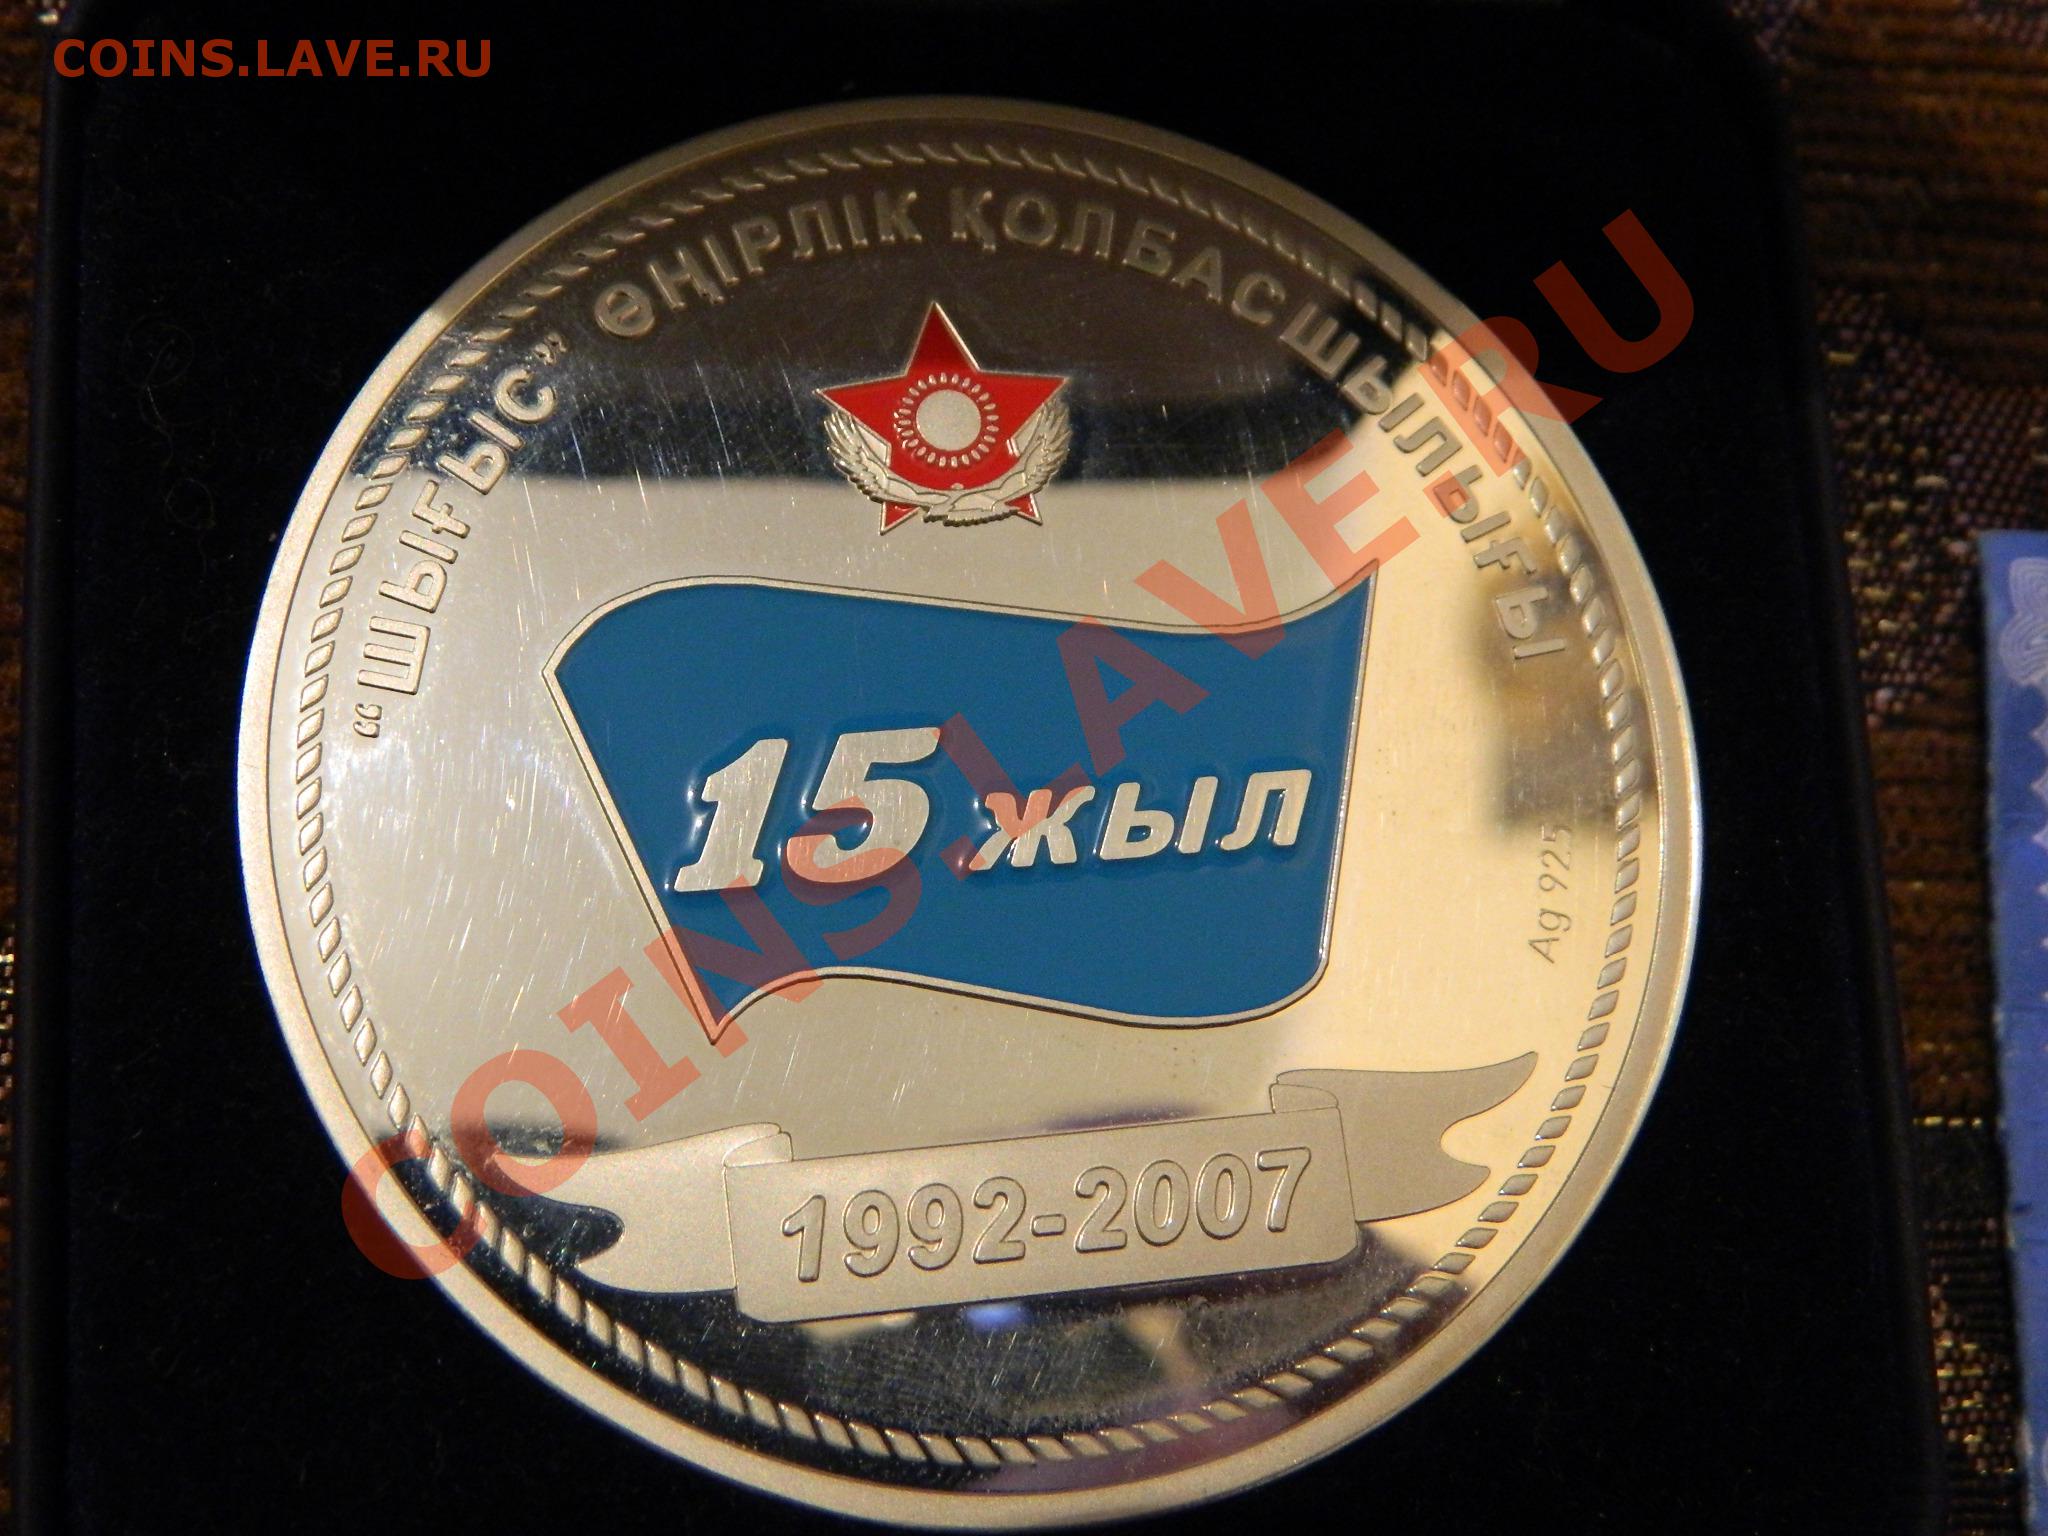 COINS.LAVE.RU
“ШЫҒЫС” ӨҢІРЛІК ҚОЛБАСШЫЛЫҒЫ
15 жыл
Ag 925
1992-2007
COINS.LAVE.RU